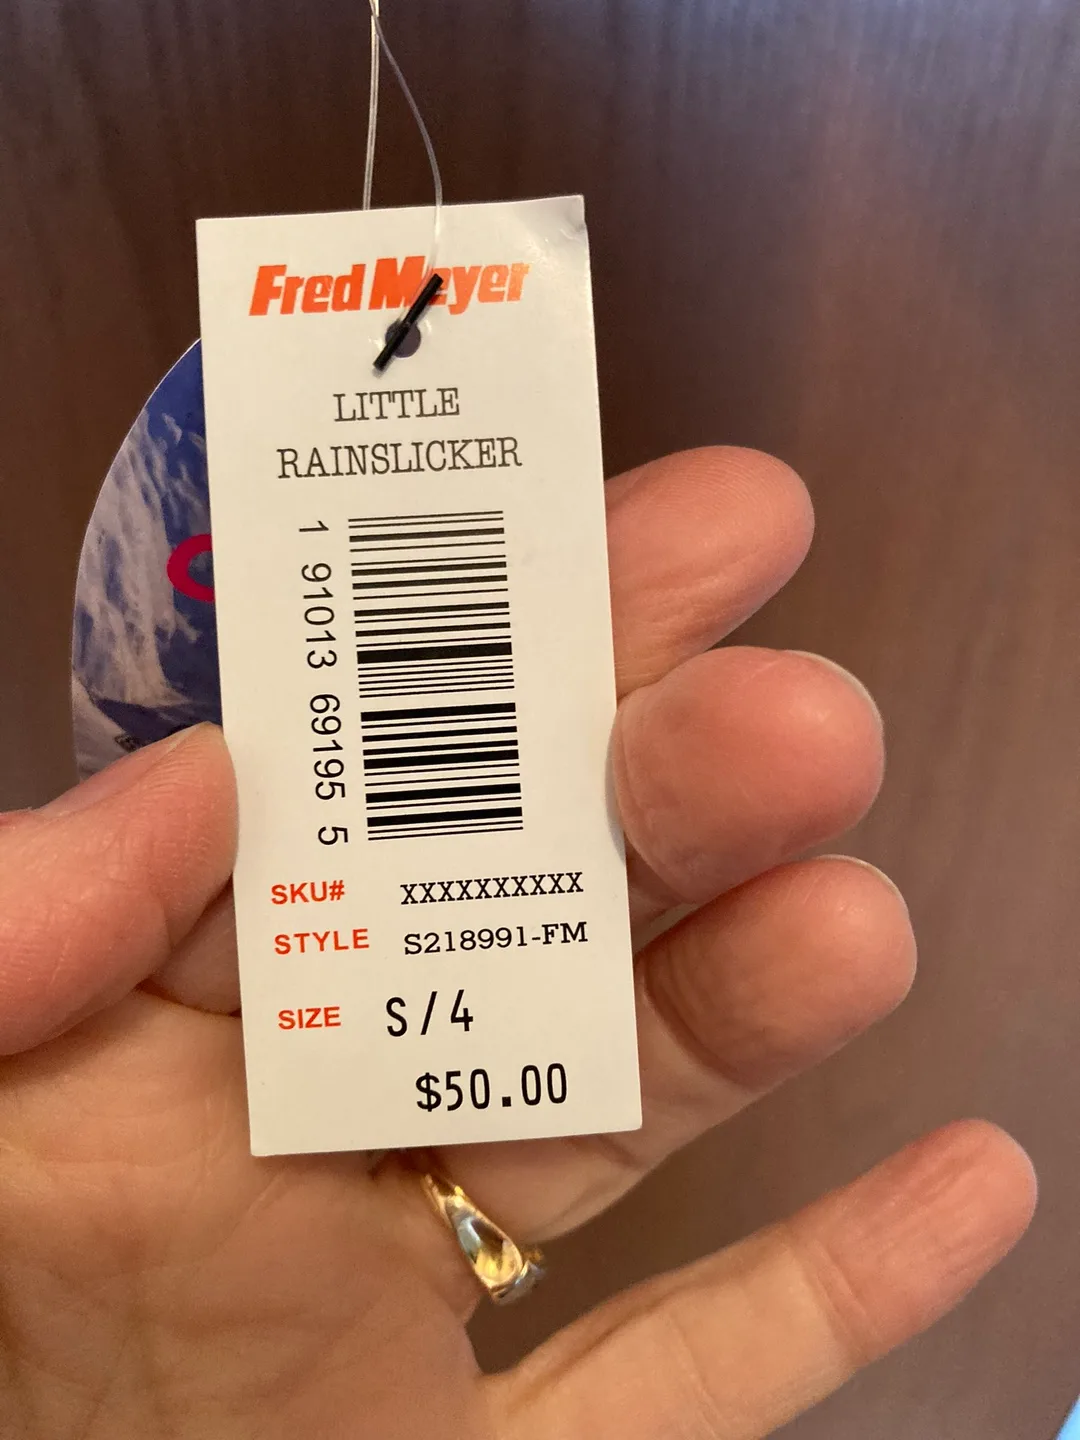 Fred Meyer
LITTLE
RAINSLICKER
1 91013 69195 5
SKU# XXXXXXXXXX
STYLE S218991-FM
SIZE S/4
$50.00